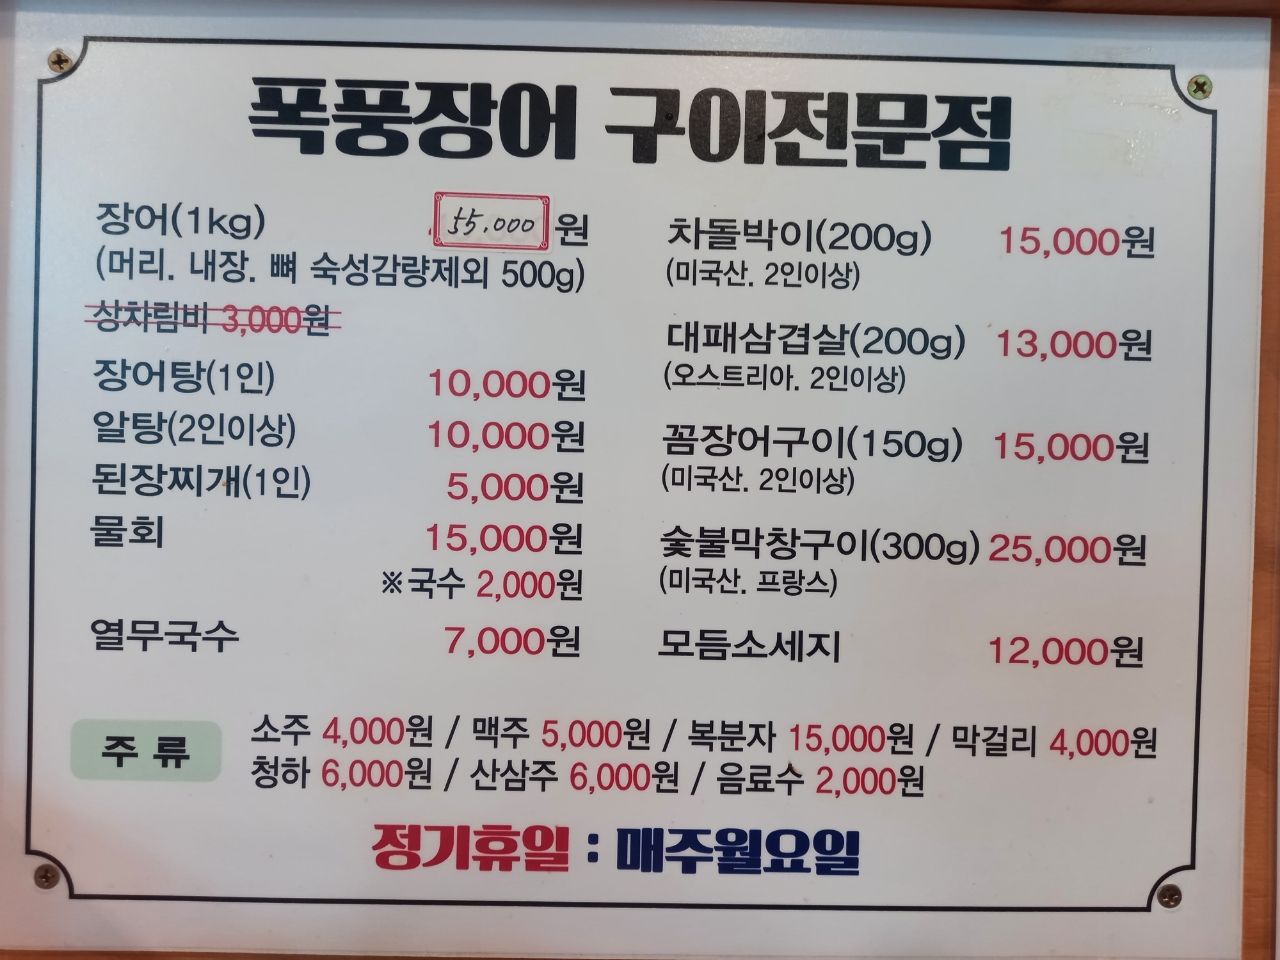 폭풍장어 구이전문점
장어(1kg) 55.000원
(머리. 내장. 뼈 숙성감량제외 500g)
상차림비 3,000원
장어탕(1인) 10,000원
알탕(2인이상) 10,000원
된장찌개(1인) 5,000원
물회 15,000원
※국수 2,000원
열무국수 7,000원
차돌박이(200g) 15,000원
(미국산. 2인이상)
대패삼겹살(200g) 13,000원
(오스트리아. 2인이상)
꼼장어구이(150g) 15,000원
(미국산. 2인이상)
숯불막창구이(300g) 25,000원
(미국산. 프랑스)
모듬소세지 12,000원
주류
소주 4,000원 / 맥주 5,000원 / 복분자 15,000원 / 막걸리 4,000원
청하 6,000원 / 산삼주 6,000원 / 음료수 2,000원
정기휴일 : 매주월요일